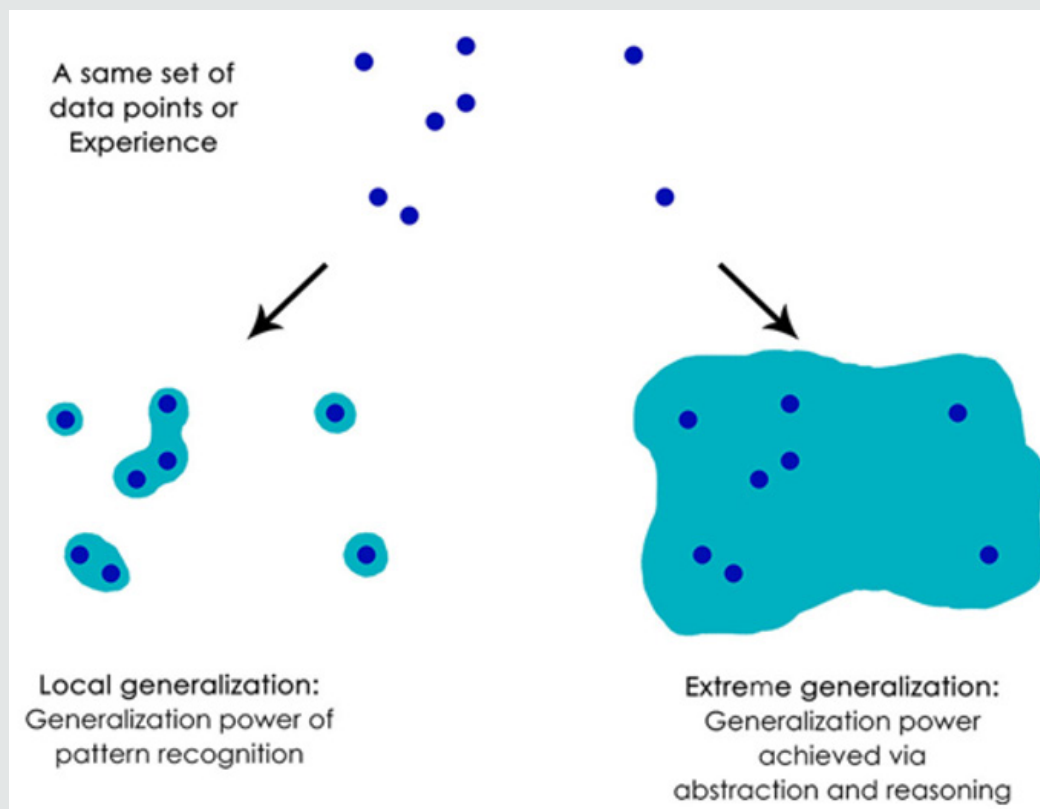 A same set of
data points or
Experience
Local generalization:
Generalization power of
pattern recognition
Extreme generalization:
Generalization power
achieved via
abstraction and reasoning